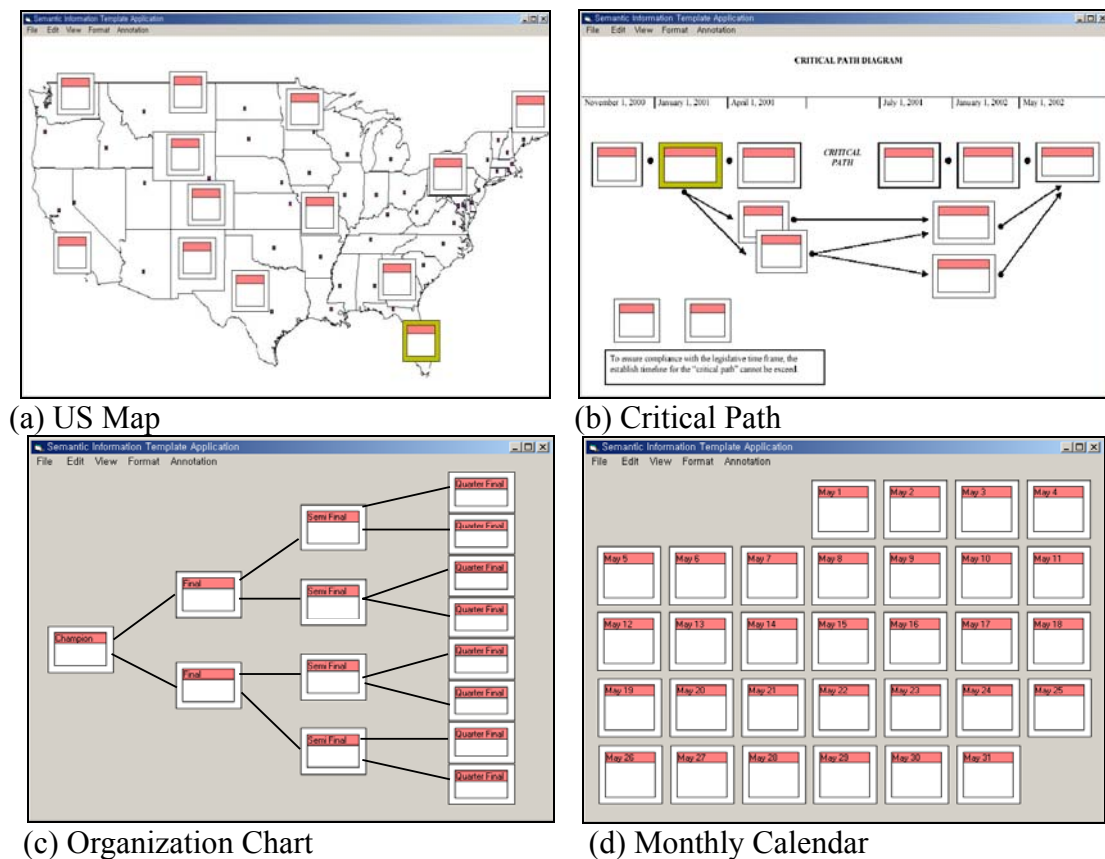 Semantic Information Template Application
File Edit View Format Annotation
(a) US Map
Semantic Information Template Application
File Edit View Format Annotation
CRITICAL PATH DIAGRAM
November 1, 2000 January 1, 2001 April 1, 2001 July 1, 2001 January 1, 2002 May 1, 2002
CRITICAL
PATH
To ensure compliance with the legislative time frame, the
establish timeline for the "critical path" cannot be exceed.
(b) Critical Path
Semantic Information Template Application
File Edit View Format Annotation
Quarter Final
Semi Final
Quarter Final
Final
Quarter Final
Semi Final
Quarter Final
Champion
Quarter Final
Semi Final
Final
Quarter Final
Quarter Final
Semi Final
Quarter Final
(c) Organization Chart
Semantic Information Template Application
File Edit View Format Annotation
May 1 May 2 May 3 May 4
May 5 May 6 May 7 May 8 May 9 May 10 May 11
May 12 May 13 May 14 May 15 May 16 May 17 May 18
May 19 May 20 May 21 May 22 May 23 May 24 May 25
May 26 May 27 May 28 May 29 May 30 May 31
(d) Monthly Calendar